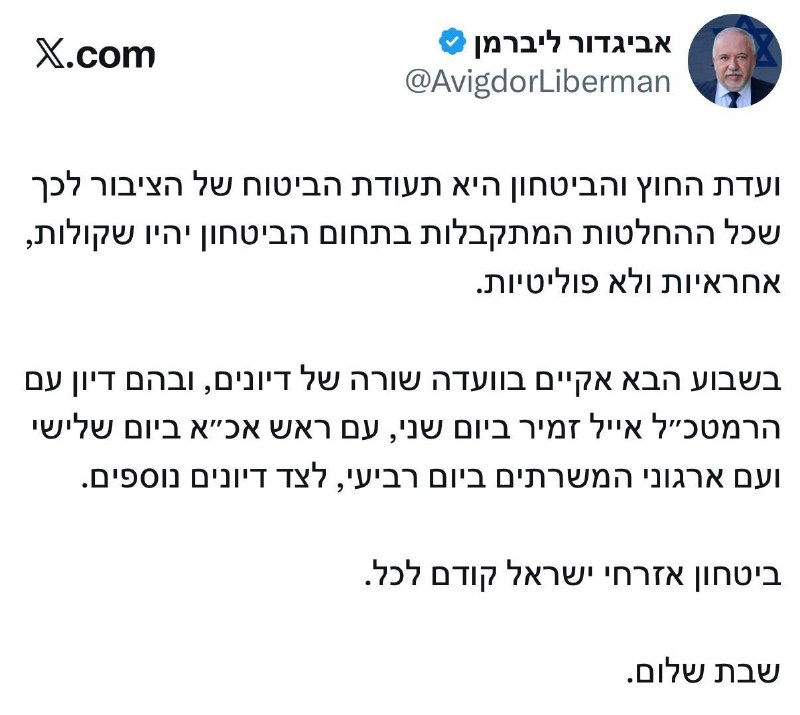 X.com
אביגדור ליברמן
@AvigdorLiberman
ועדת החוץ והביטחון היא תעודת הביטוח של הציבור לכך
שכל ההחלטות המתקבלות בתחום הביטחון יהיו שקולות,
אחראיות ולא פוליטיות.
בשבוע הבא אקיים בוועדה שורה של דיונים, ובהם דיון עם
הרמטכ״ל אייל זמיר ביום שני, עם ראש אכ״א ביום שלישי
ועם ארגוני המשרתים ביום רביעי, לצד דיונים נוספים.
ביטחון אזרחי ישראל קודם לכל.
שבת שלום.